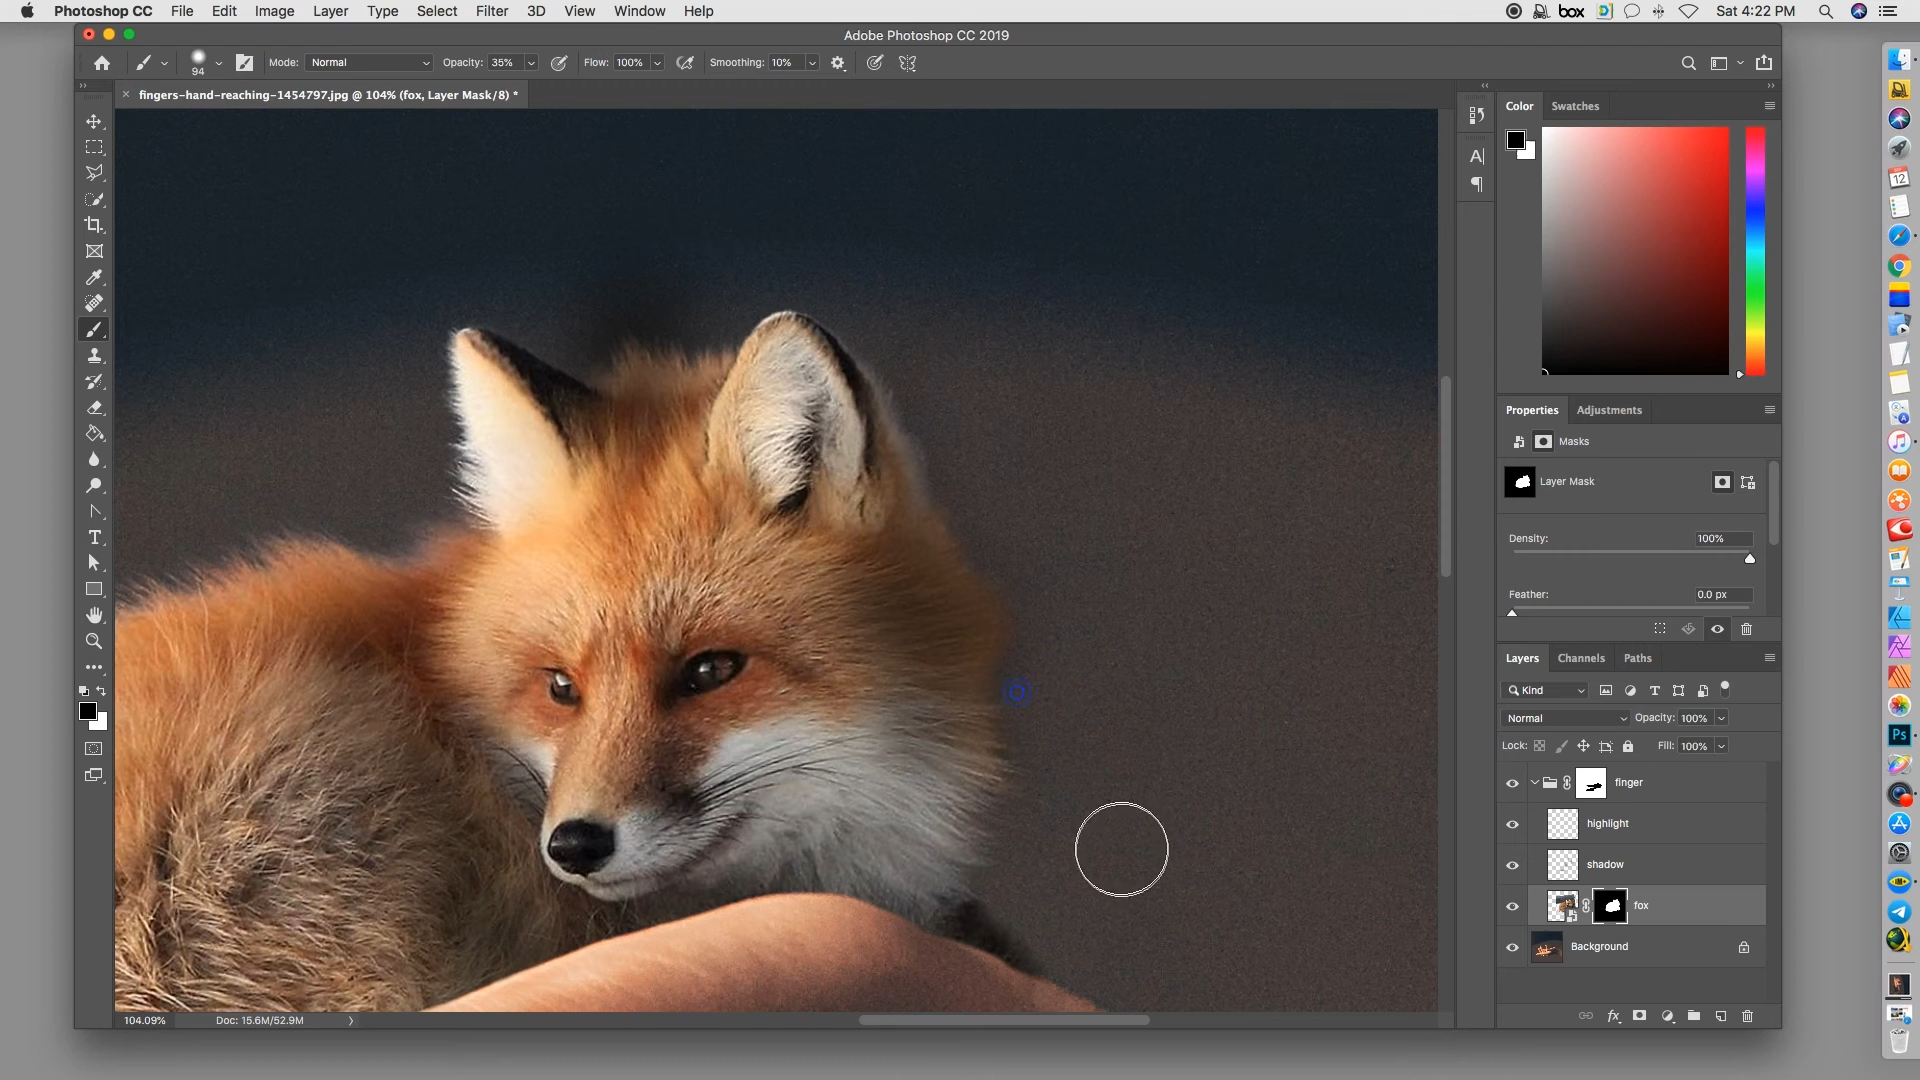 Photoshop CC File Edit Image Layer Type Select Filter 3D View Window Help box Sat 4:22 PM
Adobe Photoshop CC 2019
94 Mode: Normal Opacity: 35% Flow: 100% Smoothing: 10%
× fingers-hand-reaching-1454797.jpg @ 104% (fox, Layer Mask/8) *
Color Swatches
Properties Adjustments
Masks
Layer Mask
Density: 100%
Feather: 0.0 px
Layers Channels Paths
Kind
Normal Opacity: 100%
Lock: Fill: 100%
finger
highlight
shadow
fox
Background
104.09% Doc: 15.6M/52.9M
12
Ps